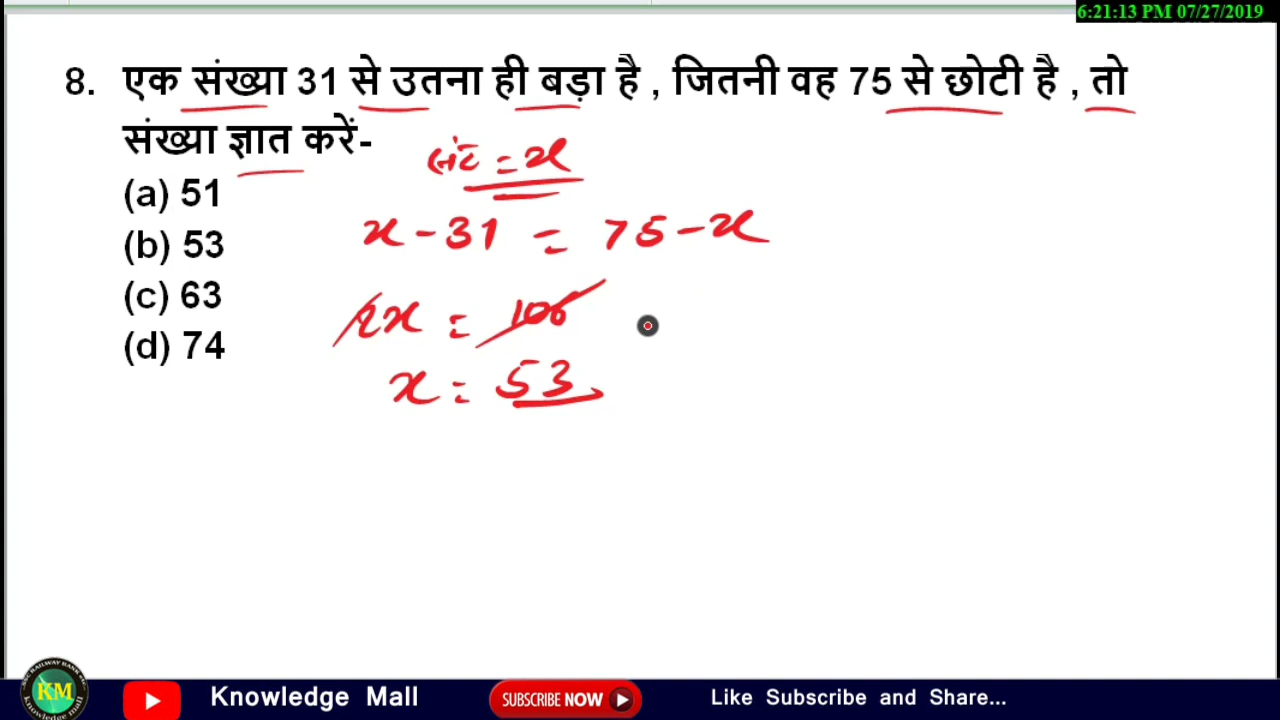 6:21:13 PM 07/27/2019
8. एक संख्या 31 से उतना ही बड़ा है , जितनी वह 75 से छोटी है , तो
संख्या ज्ञात करें-
= x
(a) 51
x - 31 = 75 - x
(b) 53
(c) 63
2x = 106
(d) 74
x = 53
KM
Knowledge Mall
SUBSCRIBE NOW
Like Subscribe and Share...